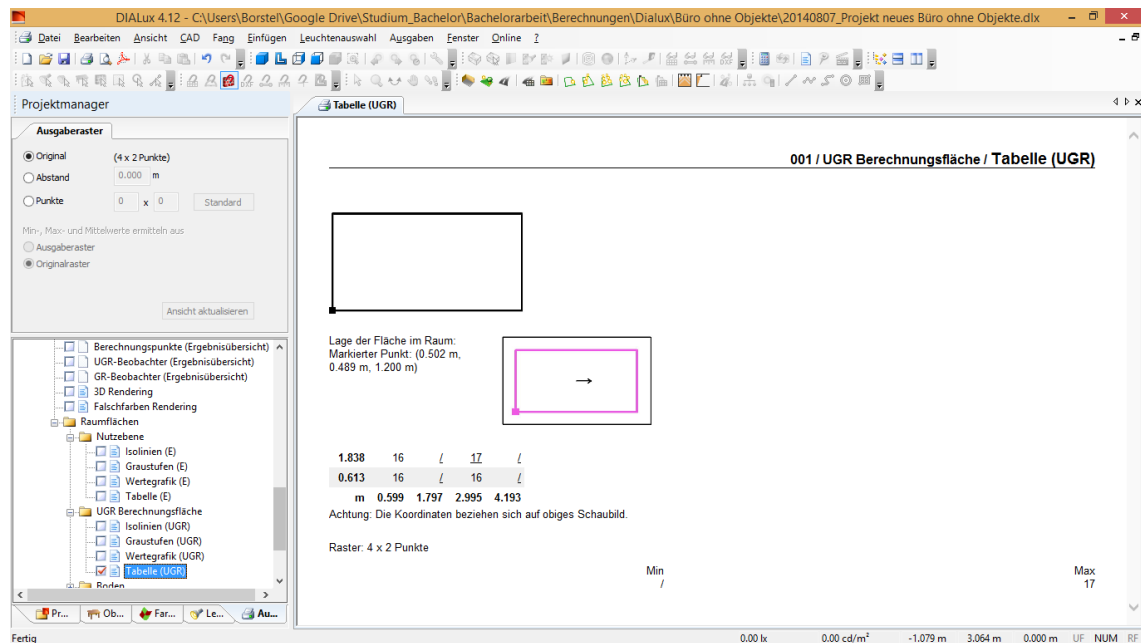 DIALux 4.12 - C:\Users\Borstel\Google Drive\Studium_Bachelor\Bachelorarbeit\Berechnungen\Dialux\Büro ohne Objekte\20140807_Projekt neues Büro ohne Objekte.dlx
Datei Bearbeiten Ansicht CAD Fang Einfügen Leuchtenauswahl Ausgaben Fenster Online ?
Projektmanager
Ausgaberaster
Original (4 x 2 Punkte)
Abstand 0.000 m
Punkte 0 x 0 Standard
Min-, Max- und Mittelwerte ermitteln aus
Ausgaberaster
Originalraster
Ansicht aktualisieren
Berechnungspunkte (Ergebnisübersicht)
UGR-Beobachter (Ergebnisübersicht)
GR-Beobachter (Ergebnisübersicht)
3D Rendering
Falschfarben Rendering
Raumflächen
Nutzebene
Isolinien (E)
Graustufen (E)
Wertegrafik (E)
Tabelle (E)
UGR Berechnungsfläche
Isolinien (UGR)
Graustufen (UGR)
Wertegrafik (UGR)
Tabelle (UGR)
Boden
Pr... Ob... Far... Le... Au...
Tabelle (UGR)
001 / UGR Berechnungsfläche / Tabelle (UGR)
Lage der Fläche im Raum:
Markierter Punkt: (0.502 m,
0.489 m, 1.200 m)
1.838 16 / 17 /
0.613 16 / 16 /
m 0.599 1.797 2.995 4.193
Achtung: Die Koordinaten beziehen sich auf obiges Schaubild.
Raster: 4 x 2 Punkte
Min Max
/ 17
Fertig 0.00 lx 0.00 cd/m² -1.079 m 3.064 m 0.000 m UF NUM RF